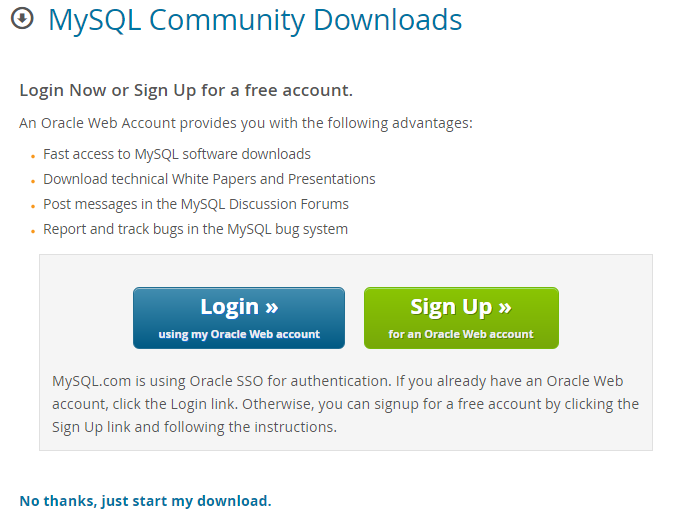 MySQL Community Downloads
Login Now or Sign Up for a free account.
An Oracle Web Account provides you with the following advantages:
Fast access to MySQL software downloads
Download technical White Papers and Presentations
Post messages in the MySQL Discussion Forums
Report and track bugs in the MySQL bug system
Login »
using my Oracle Web account
Sign Up »
for an Oracle Web account
MySQL.com is using Oracle SSO for authentication. If you already have an Oracle Web
account, click the Login link. Otherwise, you can signup for a free account by clicking the
Sign Up link and following the instructions.
No thanks, just start my download.